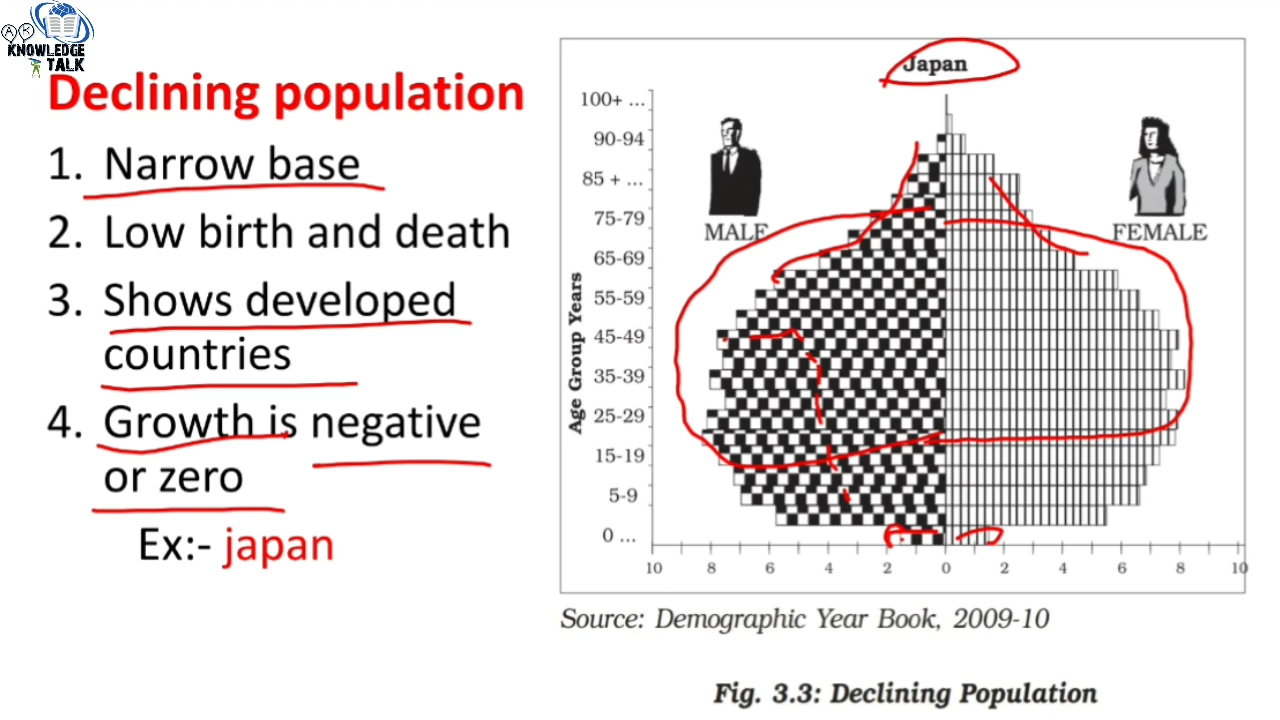 A K
KNOWLEDGE
TALK
Declining population
1. Narrow base
2. Low birth and death
3. Shows developed
countries
4. Growth is negative
or zero
Ex:- japan
Japan
MALE
FEMALE
Age Group Years
100+ ...
90-94
85 + ...
75-79
65-69
55-59
45-49
35-39
25-29
15-19
5-9
0 ...
10 8 6 4 2 0 2 4 6 8 10
Source: Demographic Year Book, 2009-10
Fig. 3.3: Declining Population